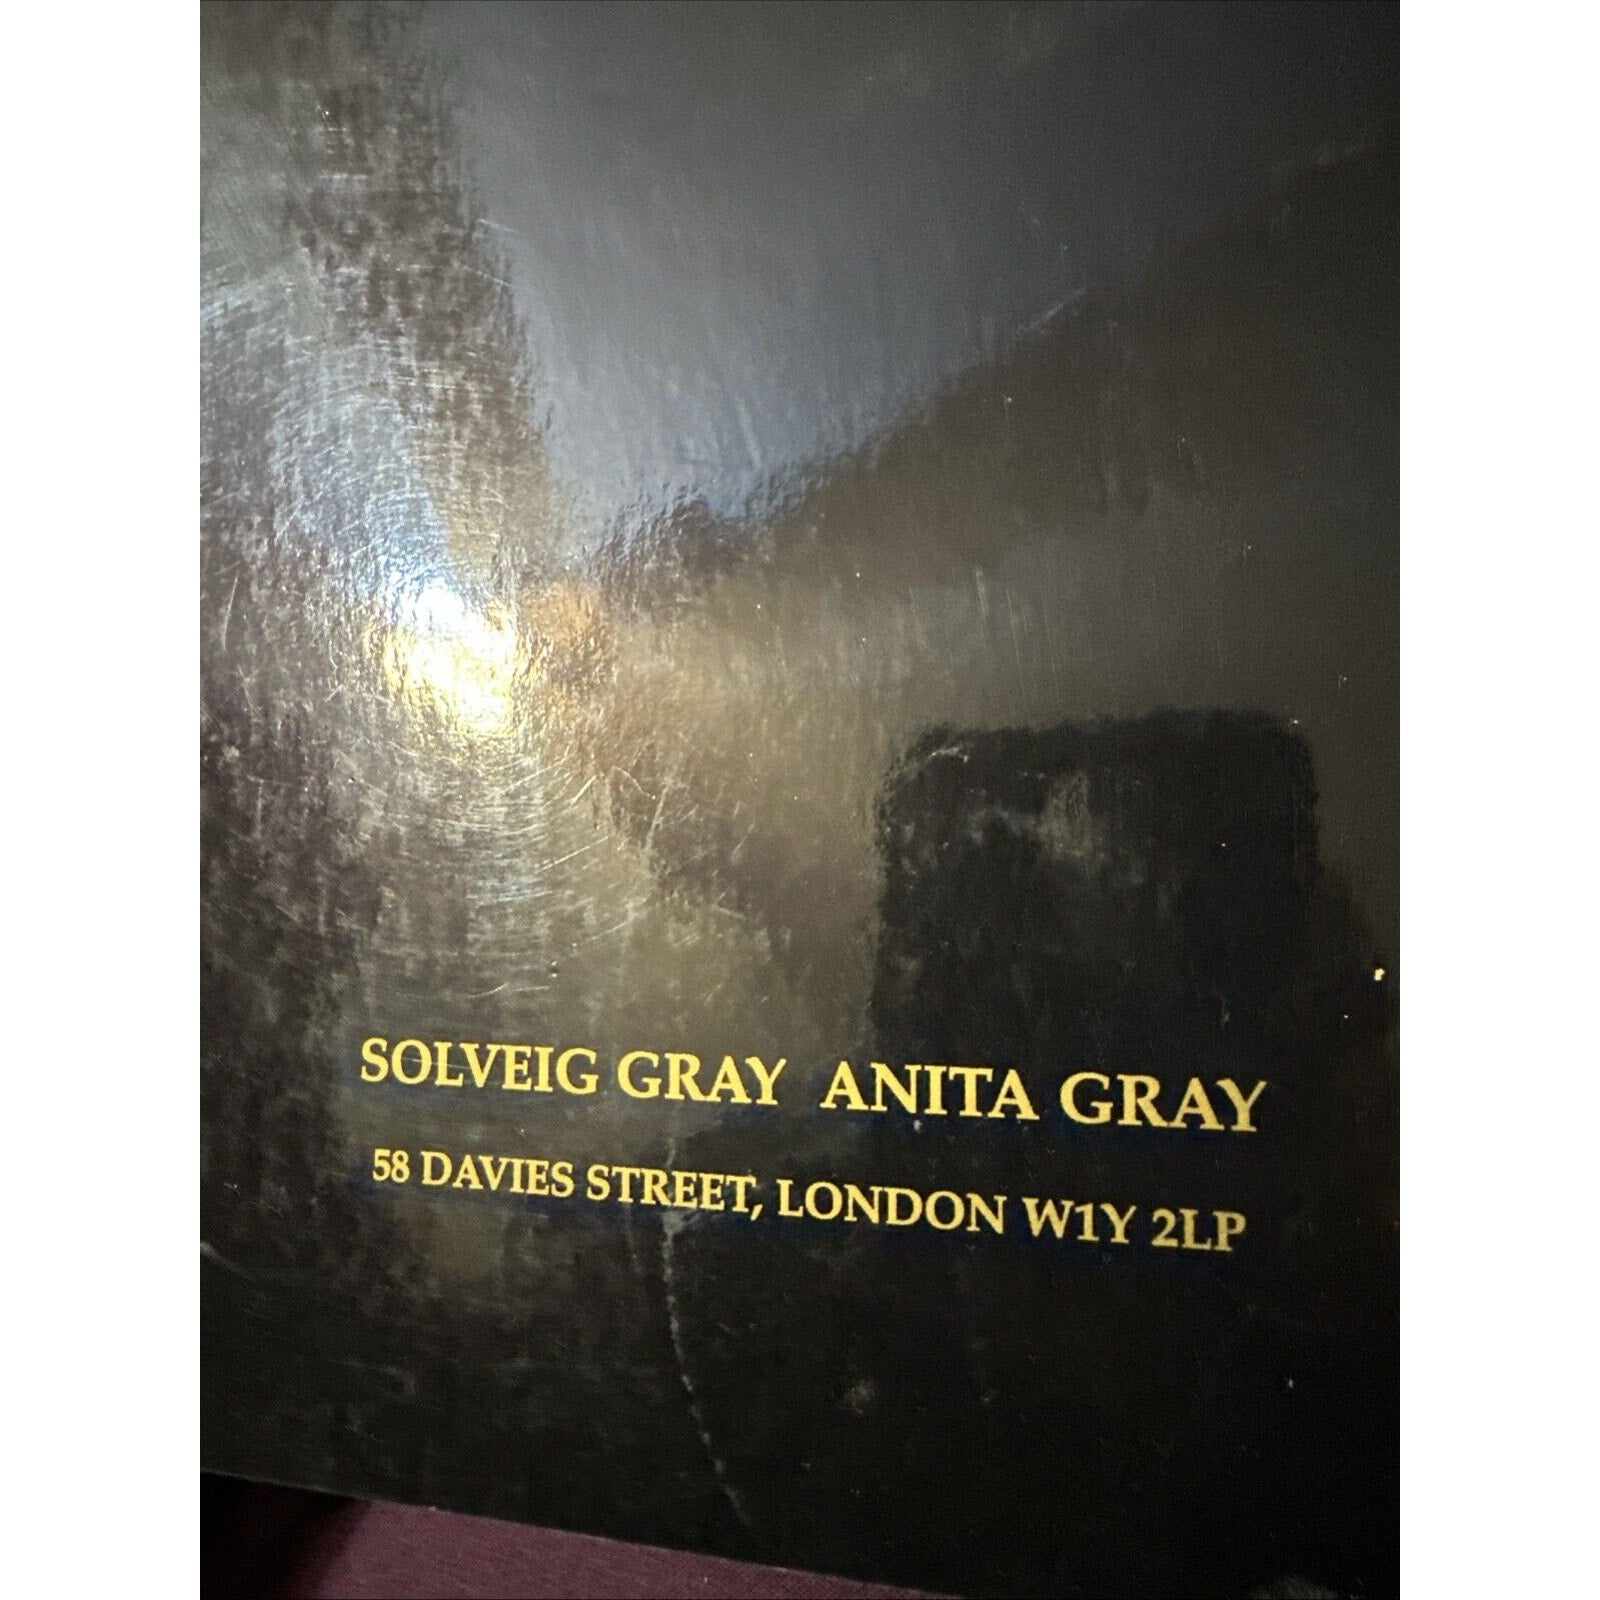 SOLVEIG GRAY ANITA GRAY
58 DAVIES STREET, LONDON W1Y 2LP